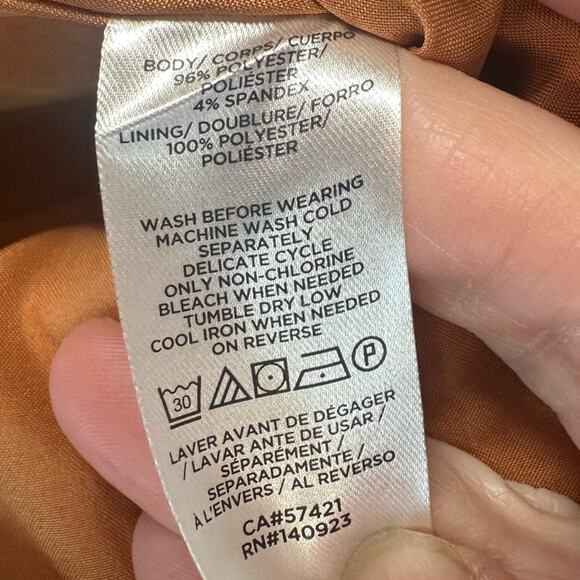 BODY/ CORPS/ CUERPO
96% POLYESTER/
POLIÉSTER
4% SPANDEX
LINING/ DOUBLURE/ FORRO
100% POLYESTER/
POLIÉSTER
WASH BEFORE WEARING
MACHINE WASH COLD
SEPARATELY
DELICATE CYCLE
ONLY NON-CHLORINE
BLEACH WHEN NEEDED
TUMBLE DRY LOW
COOL IRON WHEN NEEDED
ON REVERSE
30 P
LAVER AVANT DE DÉGAGER
/ LAVAR ANTE DE USAR /
SÉPARÉMENT /
SEPARADAMENTE /
À L'ENVERS / AL REVERSO
CA#57421
RN#140923